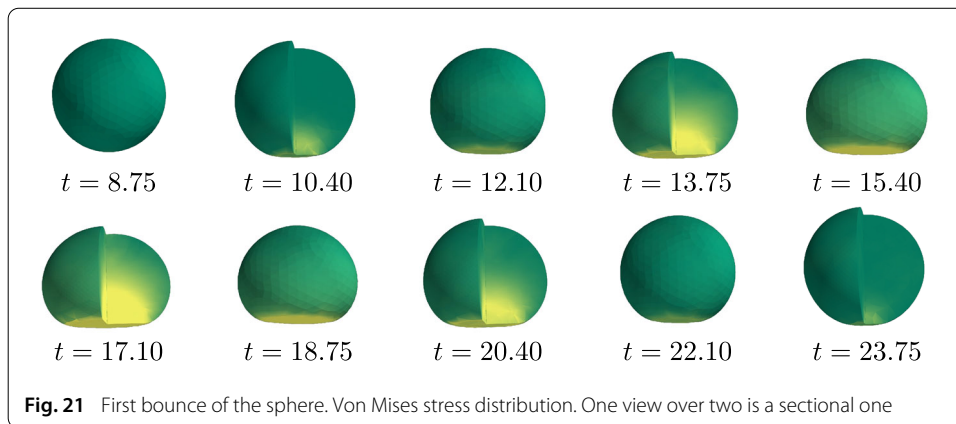 t = 8.75 t = 10.40 t = 12.10 t = 13.75 t = 15.40
t = 17.10 t = 18.75 t = 20.40 t = 22.10 t = 23.75
Fig. 21 First bounce of the sphere. Von Mises stress distribution. One view over two is a sectional one